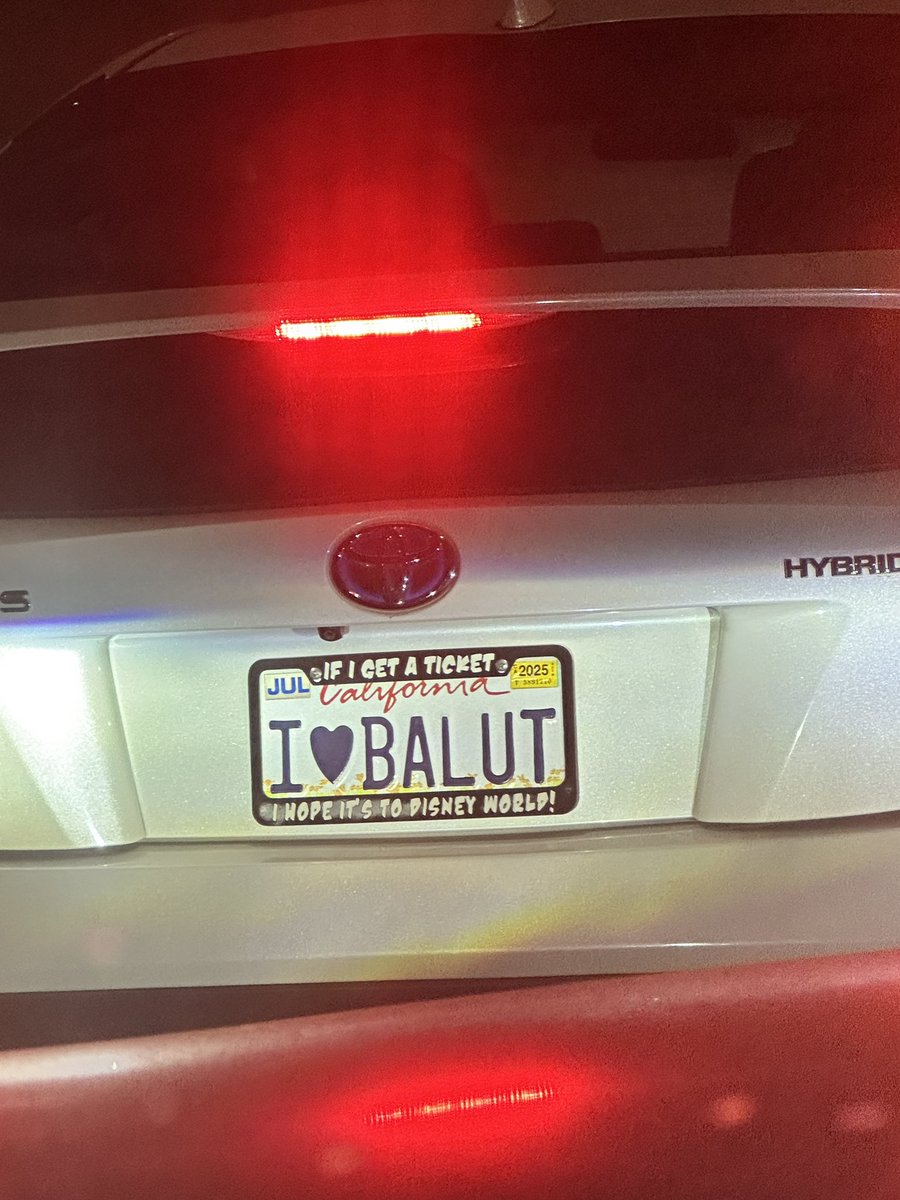 S
HYBRID
IF I GET A TICKET
JUL
California
2025
I♥BALUT
I HOPE IT'S TO DISNEY WORLD!